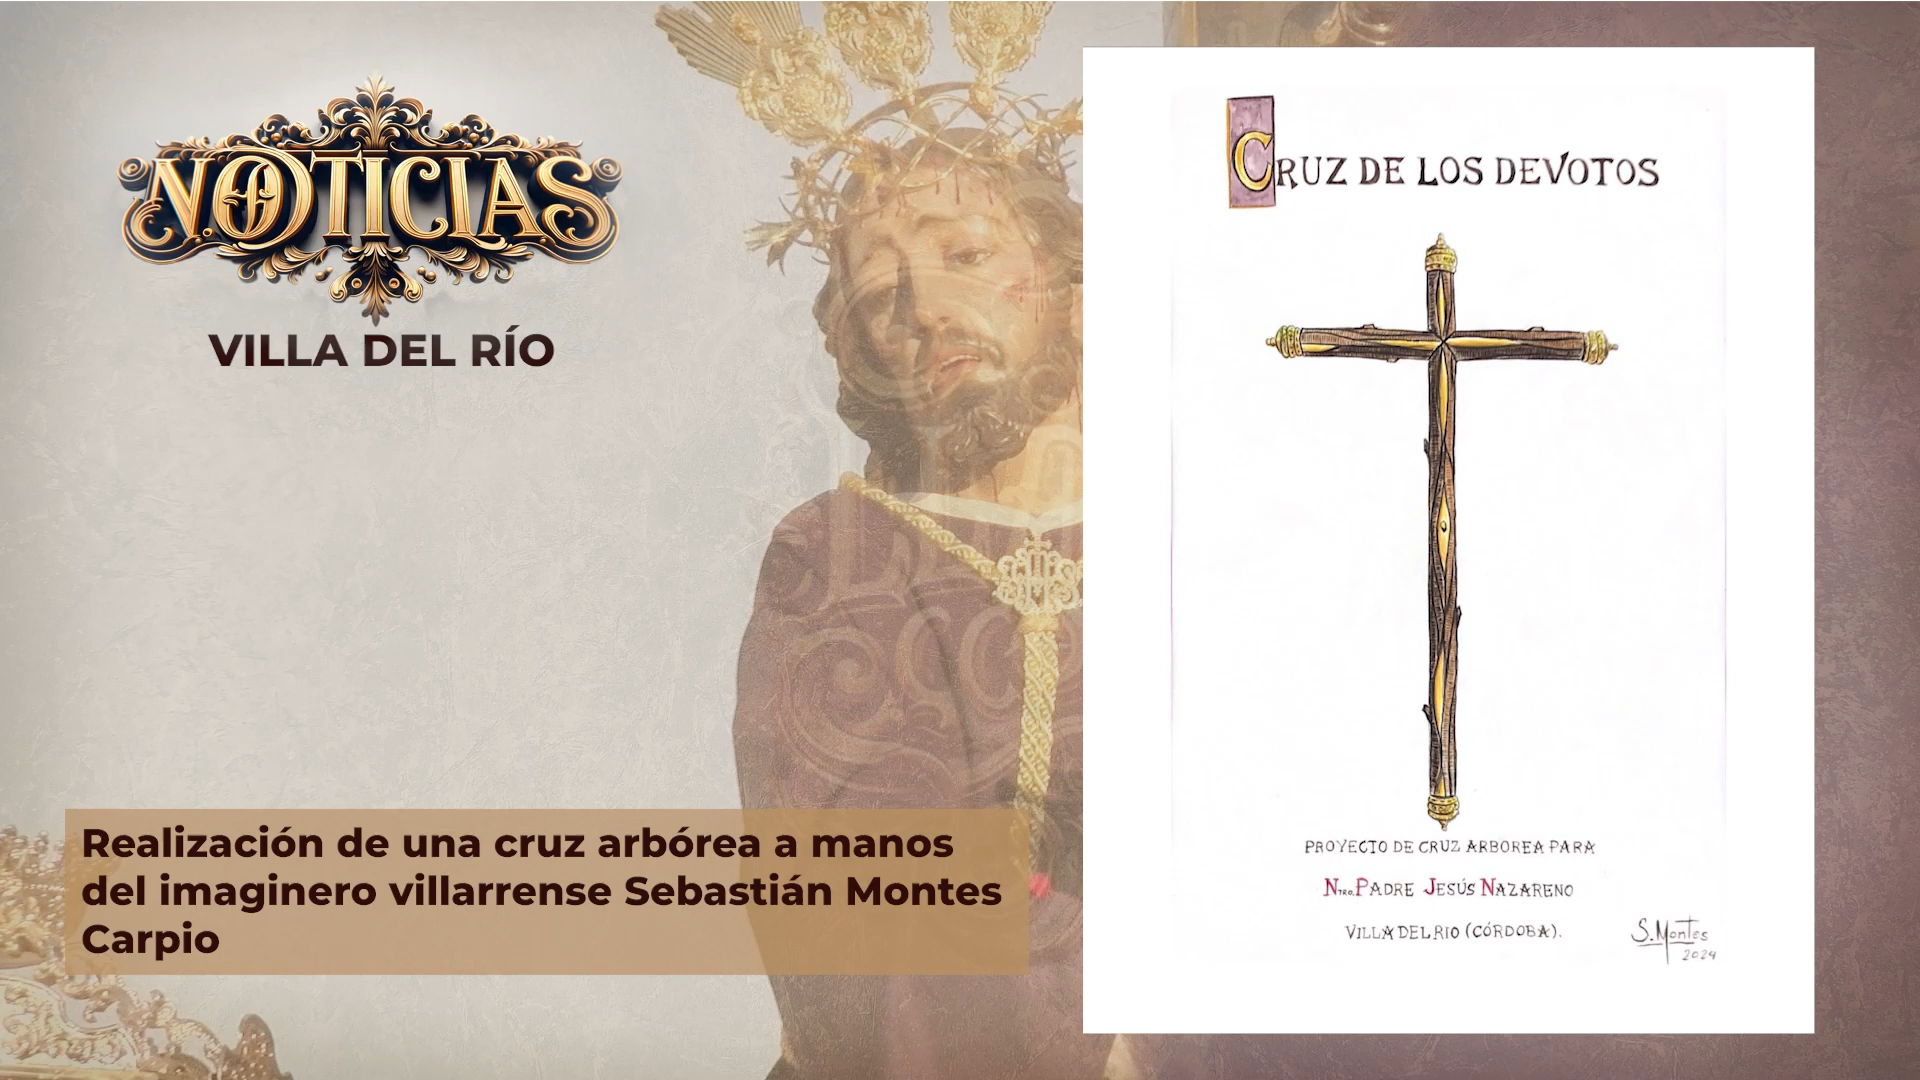 NOTICIAS
VILLA DEL RÍO
Realización de una cruz arbórea a manos
del imaginero villarrense Sebastián Montes
Carpio
CRUZ DE LOS DEVOTOS
PROYECTO DE CRUZ ARBOREA PARA
NTRO. PADRE JESÚS NAZARENO
VILLA DEL RIO (CÓRDOBA).
S. Montes
2024